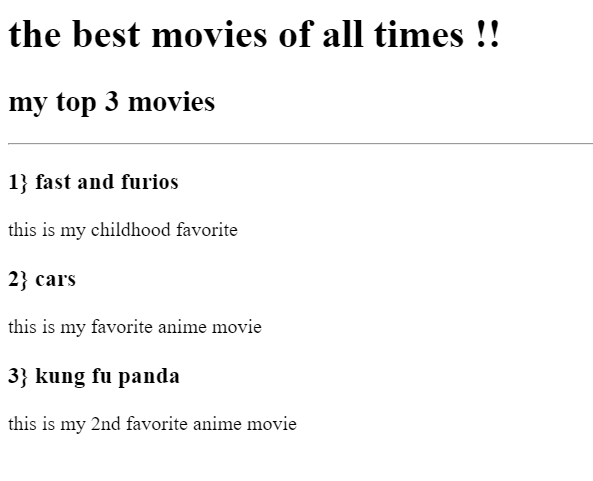 the best movies of all times !!
my top 3 movies
1} fast and furios
this is my childhood favorite
2} cars
this is my favorite anime movie
3} kung fu panda
this is my 2nd favorite anime movie